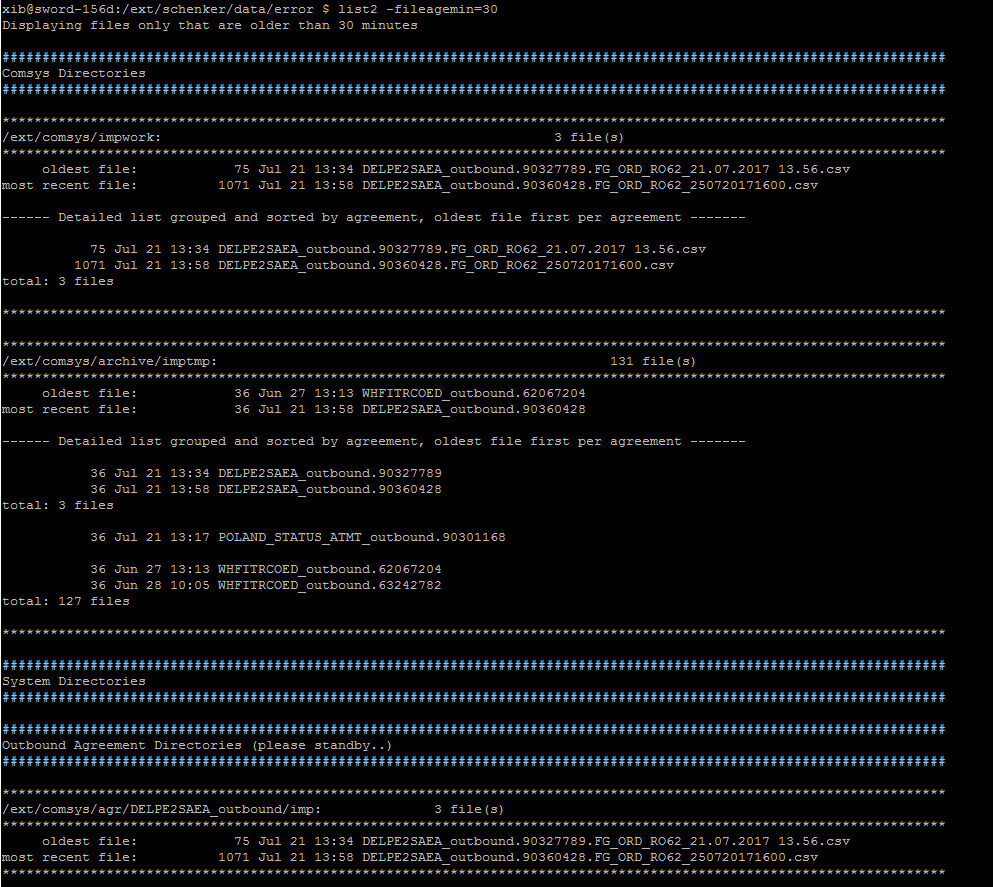 xib@sword-156d:/ext/schenker/data/error $ list2 -fileagemin=30
Displaying files only that are older than 30 minutes
######################################################################################################################
Comsys Directories
######################################################################################################################
**********************************************************************************************************************
/ext/comsys/impwork: 3 file(s)
**********************************************************************************************************************
oldest file: 75 Jul 21 13:34 DELPE2SAEA_outbound.90327789.FG_ORD_RO62_21.07.2017 13.56.csv
most recent file: 1071 Jul 21 13:58 DELPE2SAEA_outbound.90360428.FG_ORD_RO62_250720171600.csv
------ Detailed list grouped and sorted by agreement, oldest file first per agreement -------
75 Jul 21 13:34 DELPE2SAEA_outbound.90327789.FG_ORD_RO62_21.07.2017 13.56.csv
1071 Jul 21 13:58 DELPE2SAEA_outbound.90360428.FG_ORD_RO62_250720171600.csv
total: 3 files
**********************************************************************************************************************
**********************************************************************************************************************
/ext/comsys/archive/imptmp: 131 file(s)
**********************************************************************************************************************
oldest file: 36 Jun 27 13:13 WHFITRCOED_outbound.62067204
most recent file: 36 Jul 21 13:58 DELPE2SAEA_outbound.90360428
------ Detailed list grouped and sorted by agreement, oldest file first per agreement -------
36 Jul 21 13:34 DELPE2SAEA_outbound.90327789
36 Jul 21 13:58 DELPE2SAEA_outbound.90360428
total: 3 files
36 Jul 21 13:17 POLAND_STATUS_ATMT_outbound.90301168
36 Jun 27 13:13 WHFITRCOED_outbound.62067204
36 Jun 28 10:05 WHFITRCOED_outbound.63242782
total: 127 files
**********************************************************************************************************************
######################################################################################################################
System Directories
######################################################################################################################
######################################################################################################################
Outbound Agreement Directories (please standby..)
######################################################################################################################
**********************************************************************************************************************
/ext/comsys/agr/DELPE2SAEA_outbound/imp: 3 file(s)
**********************************************************************************************************************
oldest file: 75 Jul 21 13:34 DELPE2SAEA_outbound.90327789.FG_ORD_RO62_21.07.2017 13.56.csv
most recent file: 1071 Jul 21 13:58 DELPE2SAEA_outbound.90360428.FG_ORD_RO62_250720171600.csv
**********************************************************************************************************************